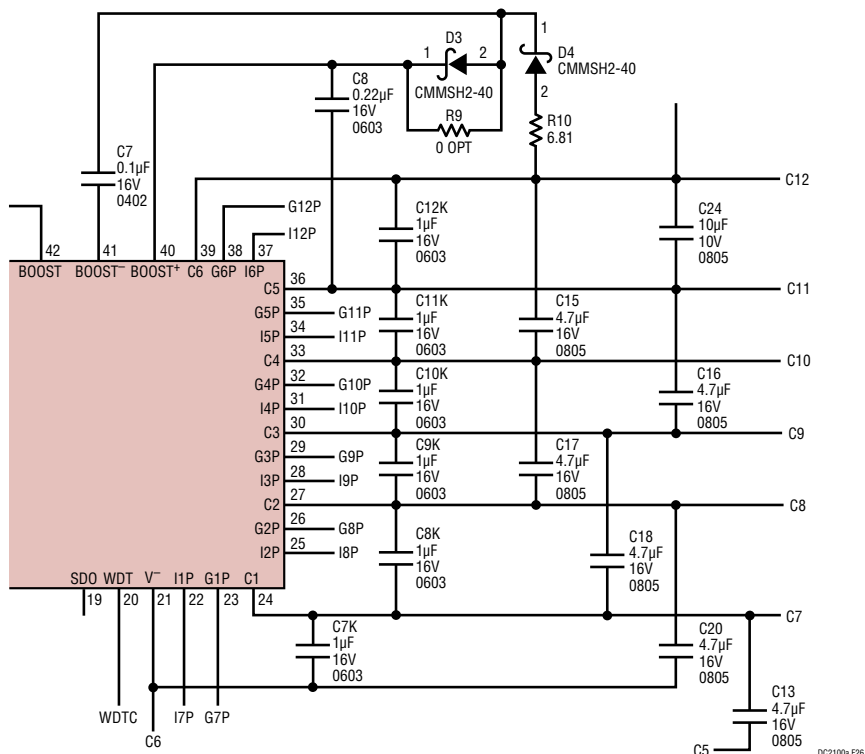 1
D3
1
2
D4
CMMSH2-40
CMMSH2-40
2
C8
0.22µF
16V
0603
R9
0 OPT
R10
6.81
C7
0.1µF
16V
0402
C12
G12P
I12P
C12K
1µF
16V
0603
C24
10µF
10V
0805
42
41
40
39
38
37
BOOST
BOOST–
BOOST+
C6
G6P
I6P
C5
36
C11
G5P
35
G11P
I5P
34
I11P
C11K
1µF
16V
0603
C15
4.7µF
16V
0805
C4
33
C10
G4P
32
G10P
I4P
31
I10P
C10K
1µF
16V
0603
C16
4.7µF
16V
0805
C3
30
C9
G3P
29
G9P
I3P
28
I9P
C9K
1µF
16V
0603
C17
4.7µF
16V
0805
C2
27
C8
G2P
26
G8P
I2P
25
I8P
C8K
1µF
16V
0603
C18
4.7µF
16V
0805
SDO
WDT
V–
I1P
G1P
C1
19
20
21
22
23
24
C7
C7K
1µF
16V
0603
C20
4.7µF
16V
0805
C13
4.7µF
16V
0805
WDTC
C6
I7P
G7P
C5
DC2100a F26